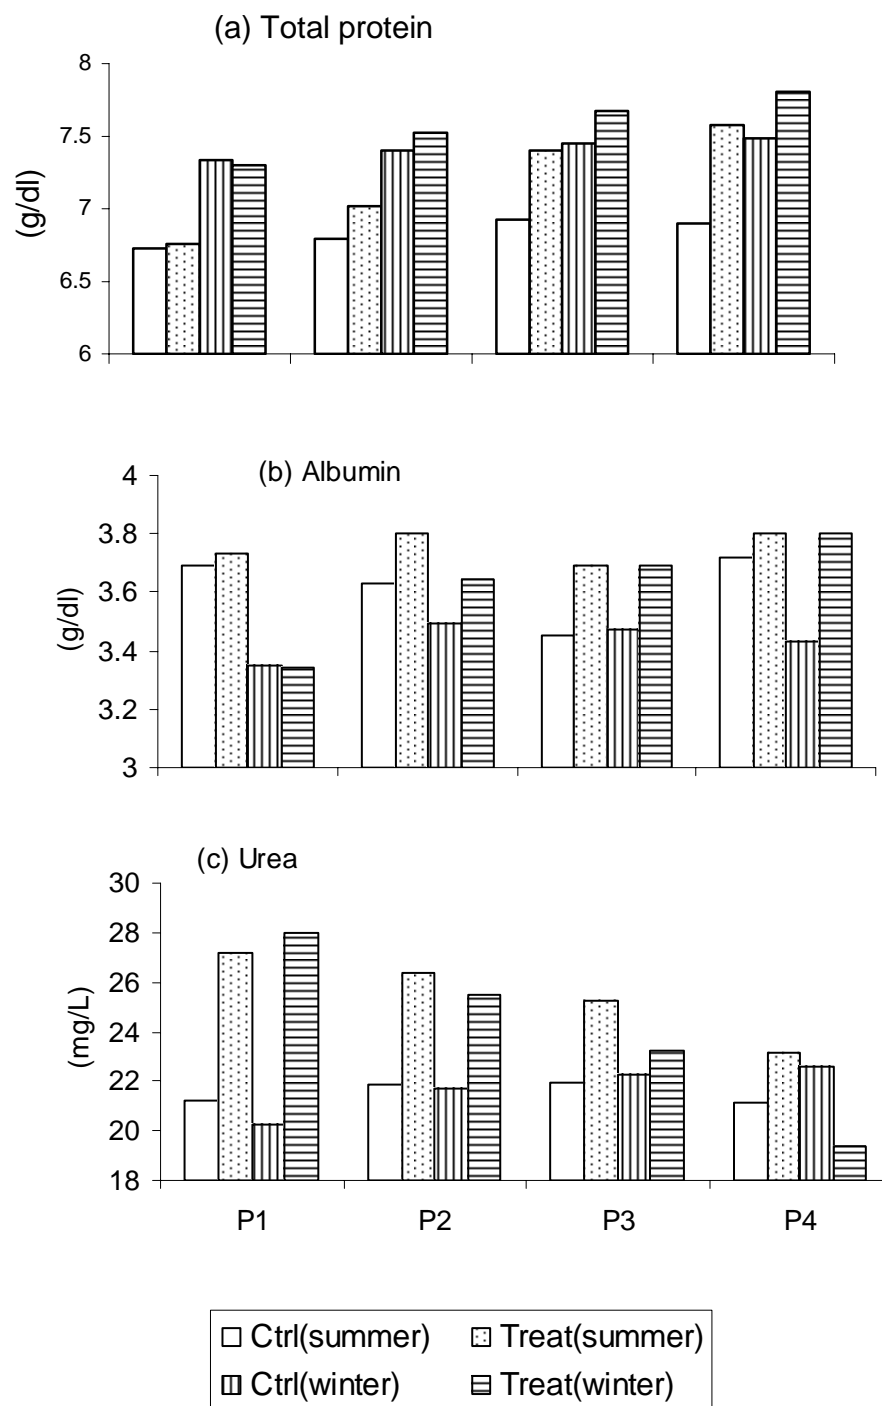 (a) Total protein
8
7.5
7
6.5
6
(g/dl)
(b) Albumin
4
3.8
3.6
3.4
3.2
3
(g/dl)
(c) Urea
30
28
26
24
22
20
18
(mg/L)
P1 P2 P3 P4
Ctrl(summer) Treat(summer)
Ctrl(winter) Treat(winter)